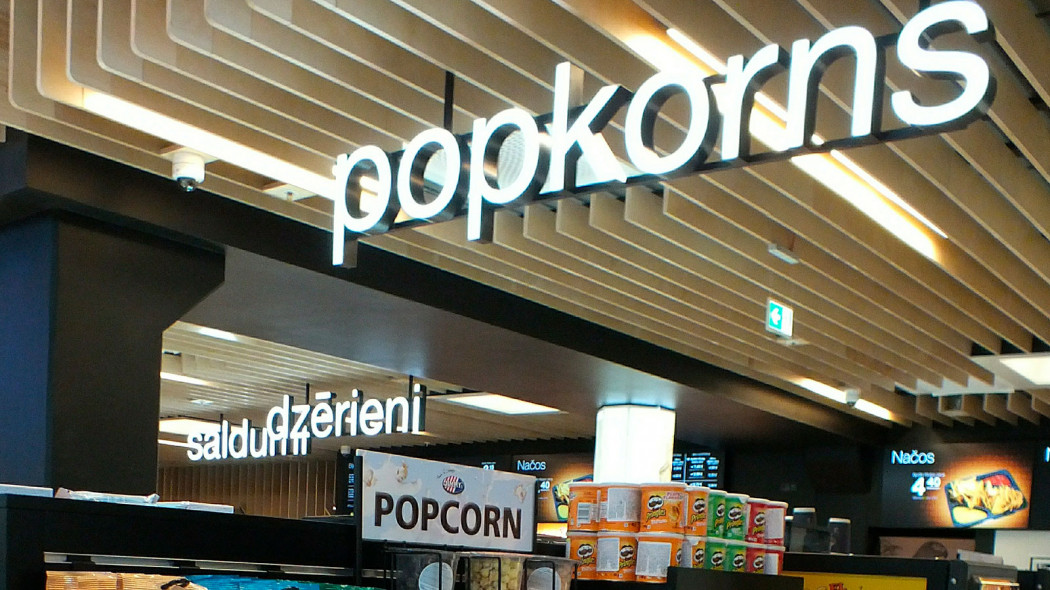 popkorns
dzērieni
saldumi
Načos
Načos
4 40
POPCORN